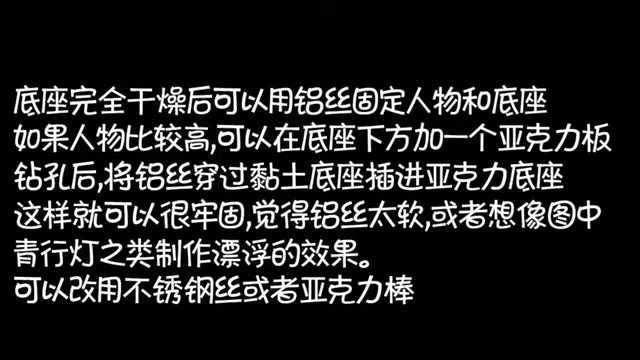 底座完全干燥后可以用铝丝固定人物和底座
如果人物比较高,可以在底座下方加一个亚克力板
钻孔后,将铝丝穿过黏土底座插进亚克力底座
这样就可以很牢固,觉得铝丝太软,或者想像图中
青行灯之类制作漂浮的效果。
可以改用不锈钢丝或者亚克力棒